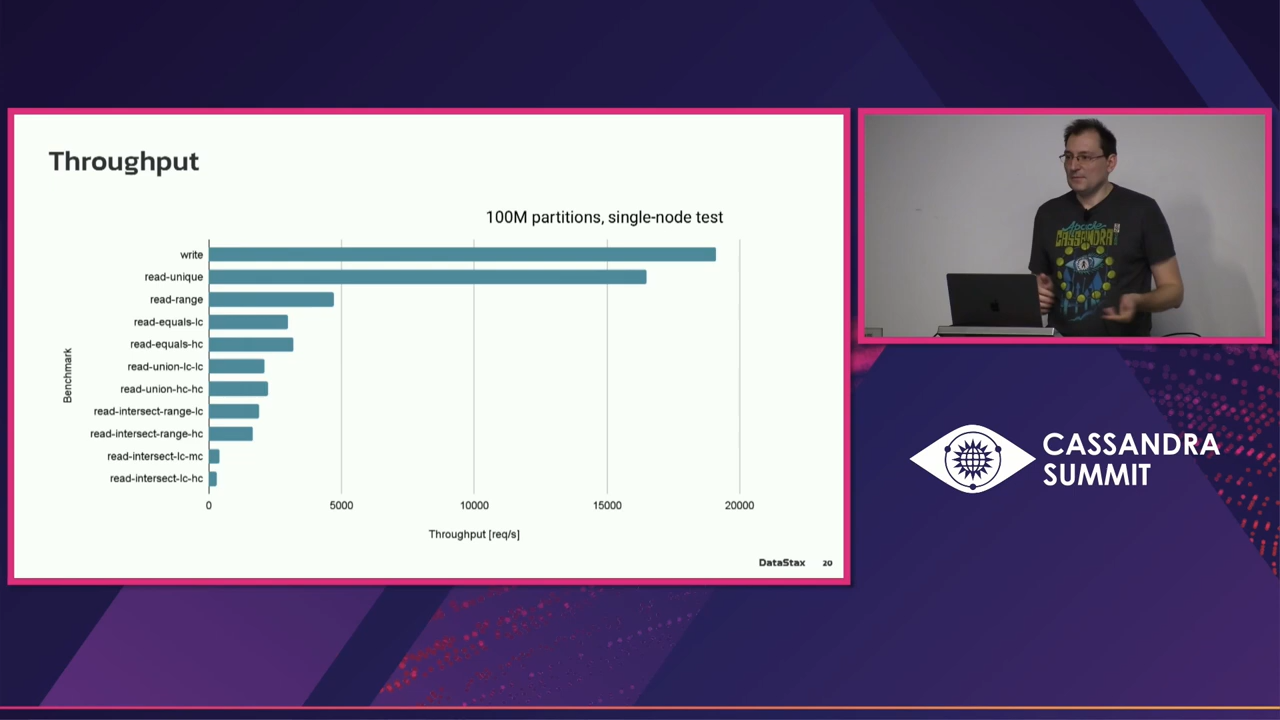 Throughput
100M partitions, single-node test
write
read-unique
read-range
read-equals-lc
read-equals-hc
read-union-lc-lc
read-union-hc-hc
read-intersect-range-lc
read-intersect-range-hc
read-intersect-lc-mc
read-intersect-lc-hc
Benchmark
0 5000 10000 15000 20000
Throughput [req/s]
DataStax 20
Apache
CASSANDRA
CASSANDRA
SUMMIT